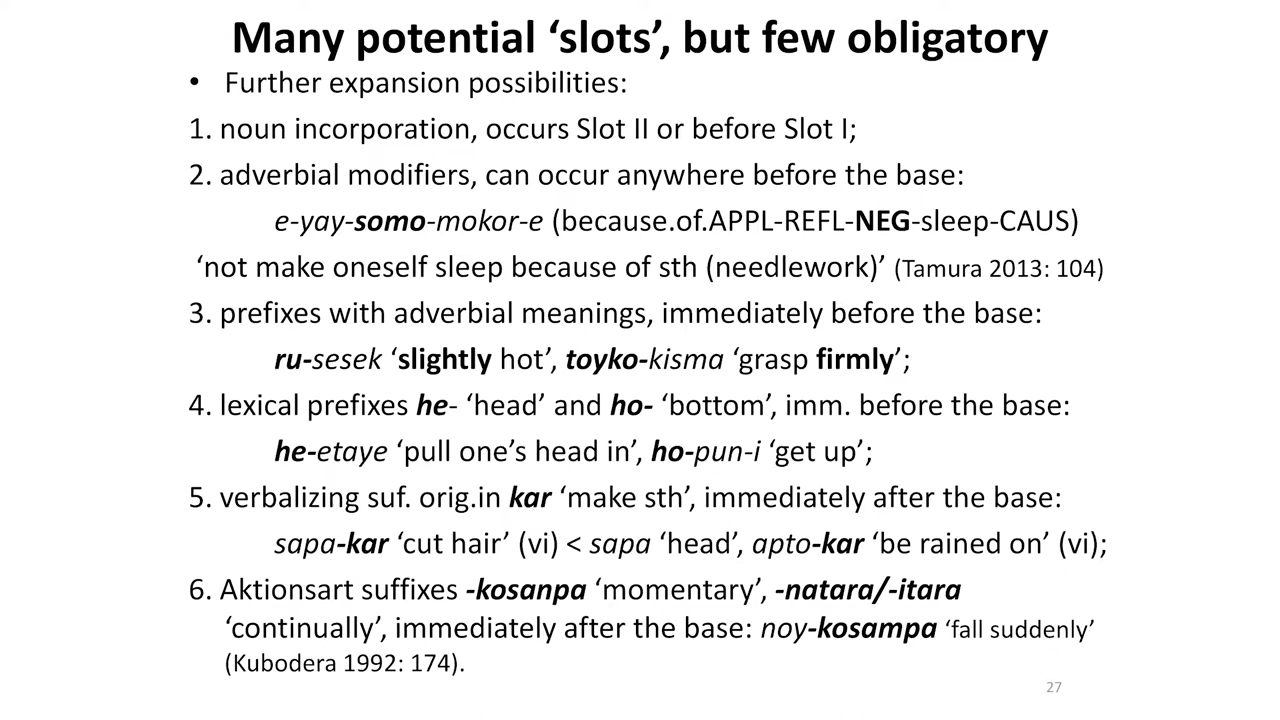 Many potential ‘slots’, but few obligatory
• Further expansion possibilities:
1. noun incorporation, occurs Slot II or before Slot I;
2. adverbial modifiers, can occur anywhere before the base:
e-yay-somo-mokor-e (because.of.APPL-REFL-NEG-sleep-CAUS)
‘not make oneself sleep because of sth (needlework)’ (Tamura 2013: 104)
3. prefixes with adverbial meanings, immediately before the base:
ru-sesek ‘slightly hot’, toyko-kisma ‘grasp firmly’;
4. lexical prefixes he- ‘head’ and ho- ‘bottom’, imm. before the base:
he-etaye ‘pull one’s head in’, ho-pun-i ‘get up’;
5. verbalizing suf. orig.in kar ‘make sth’, immediately after the base:
sapa-kar ‘cut hair’ (vi) < sapa ‘head’, apto-kar ‘be rained on’ (vi);
6. Aktionsart suffixes -kosanpa ‘momentary’, -natara/-itara
‘continually’, immediately after the base: noy-kosampa ‘fall suddenly’
(Kubodera 1992: 174).
27